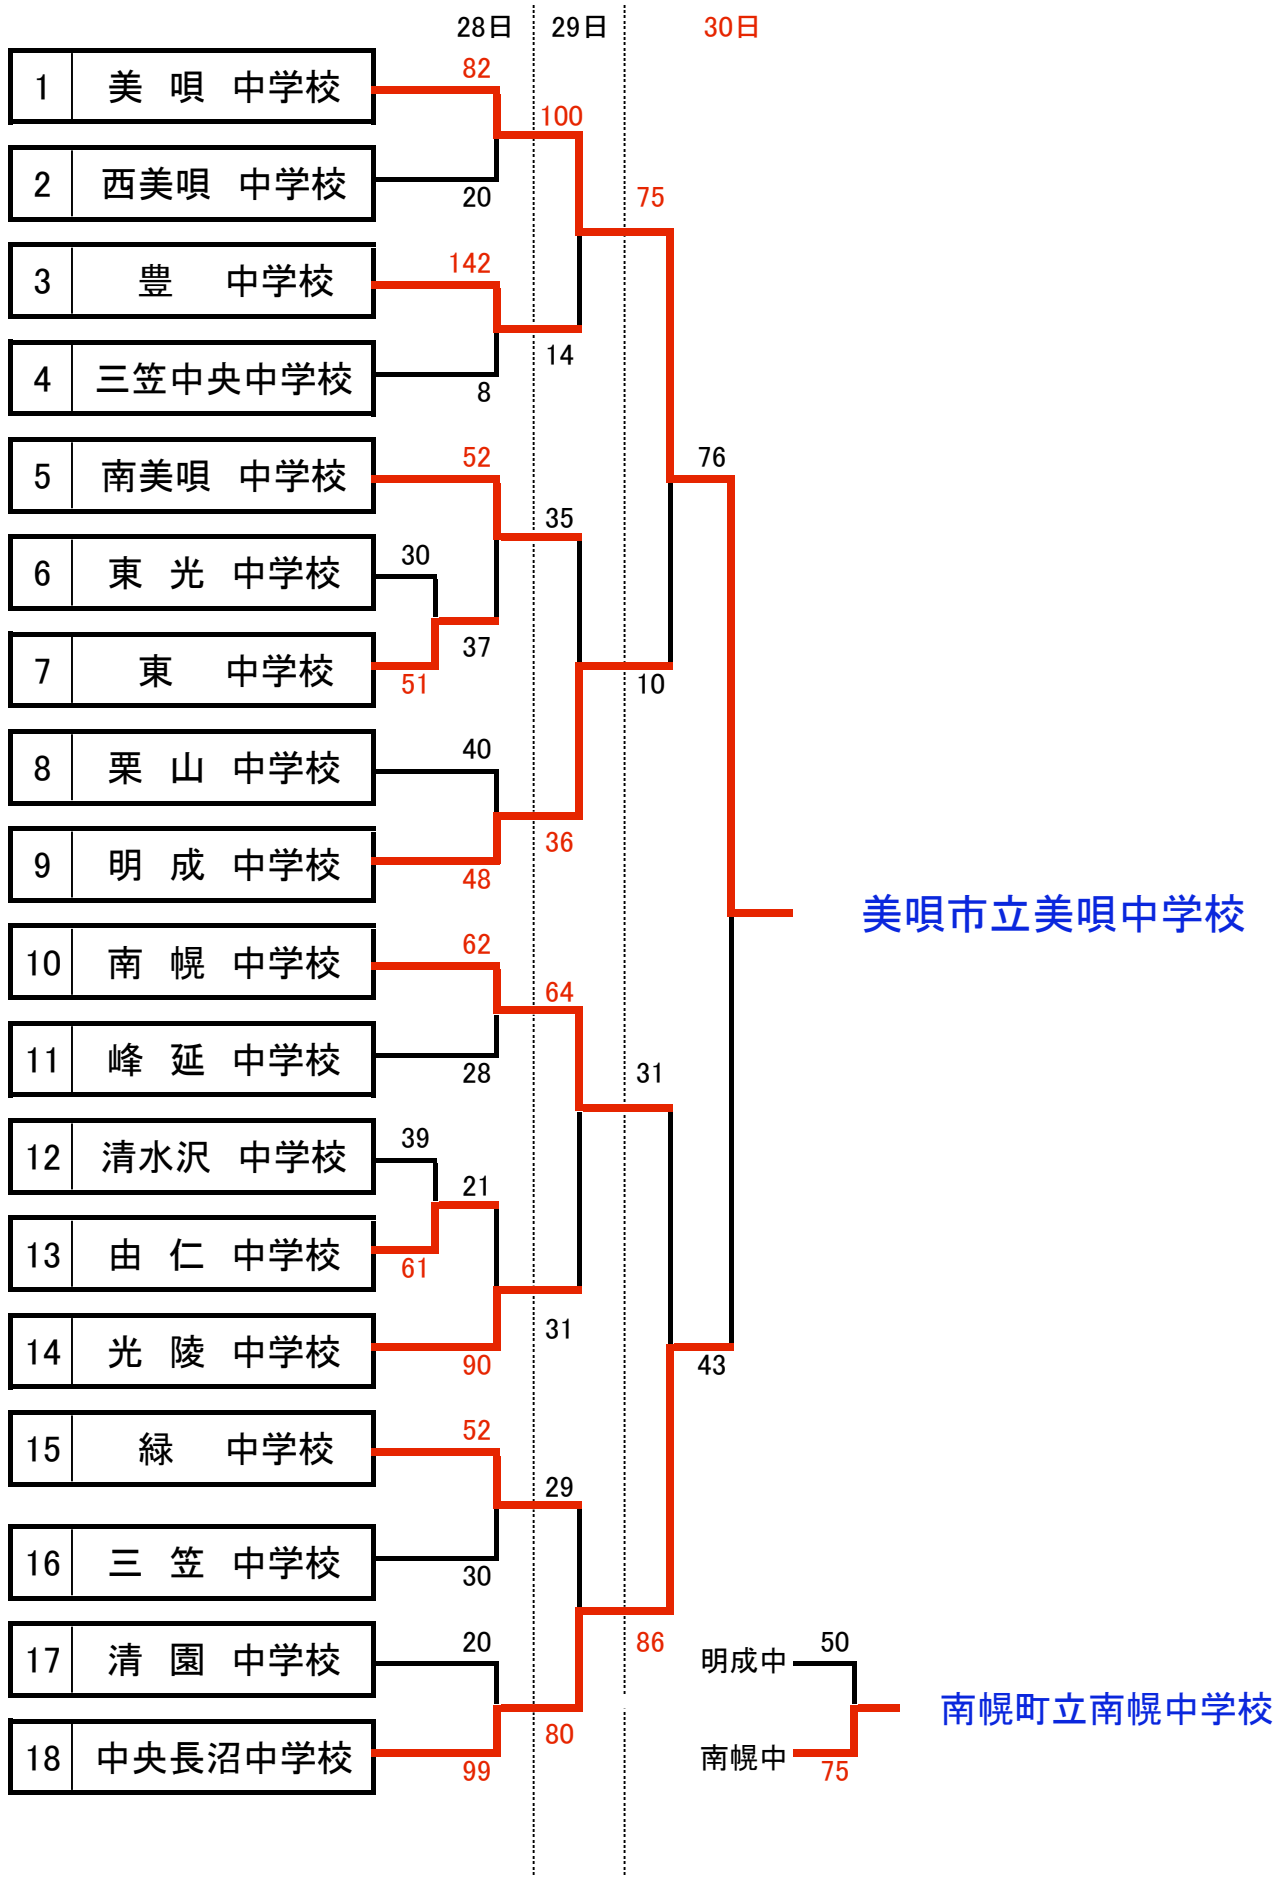 28日 29日 30日
82
1 美 唄 中学校
100
2 西美唄 中学校
20
75
142
3 豊 中学校
14
4 三笠中央中学校
8
52
76
5 南美唄 中学校
35
30
6 東 光 中学校
37
7 東 中学校
51
10
40
8 栗 山 中学校
36
9 明 成 中学校
48
美唄市立美唄中学校
62
10 南 幌 中学校
64
11 峰 延 中学校
28
31
39
12 清水沢 中学校
21
13 由 仁 中学校
61
31
14 光 陵 中学校
90
43
52
15 緑 中学校
29
16 三 笠 中学校
30
20
86
50
17 清 園 中学校
明成中
南幌町立南幌中学校
80
18 中央長沼中学校
99
南幌中
75